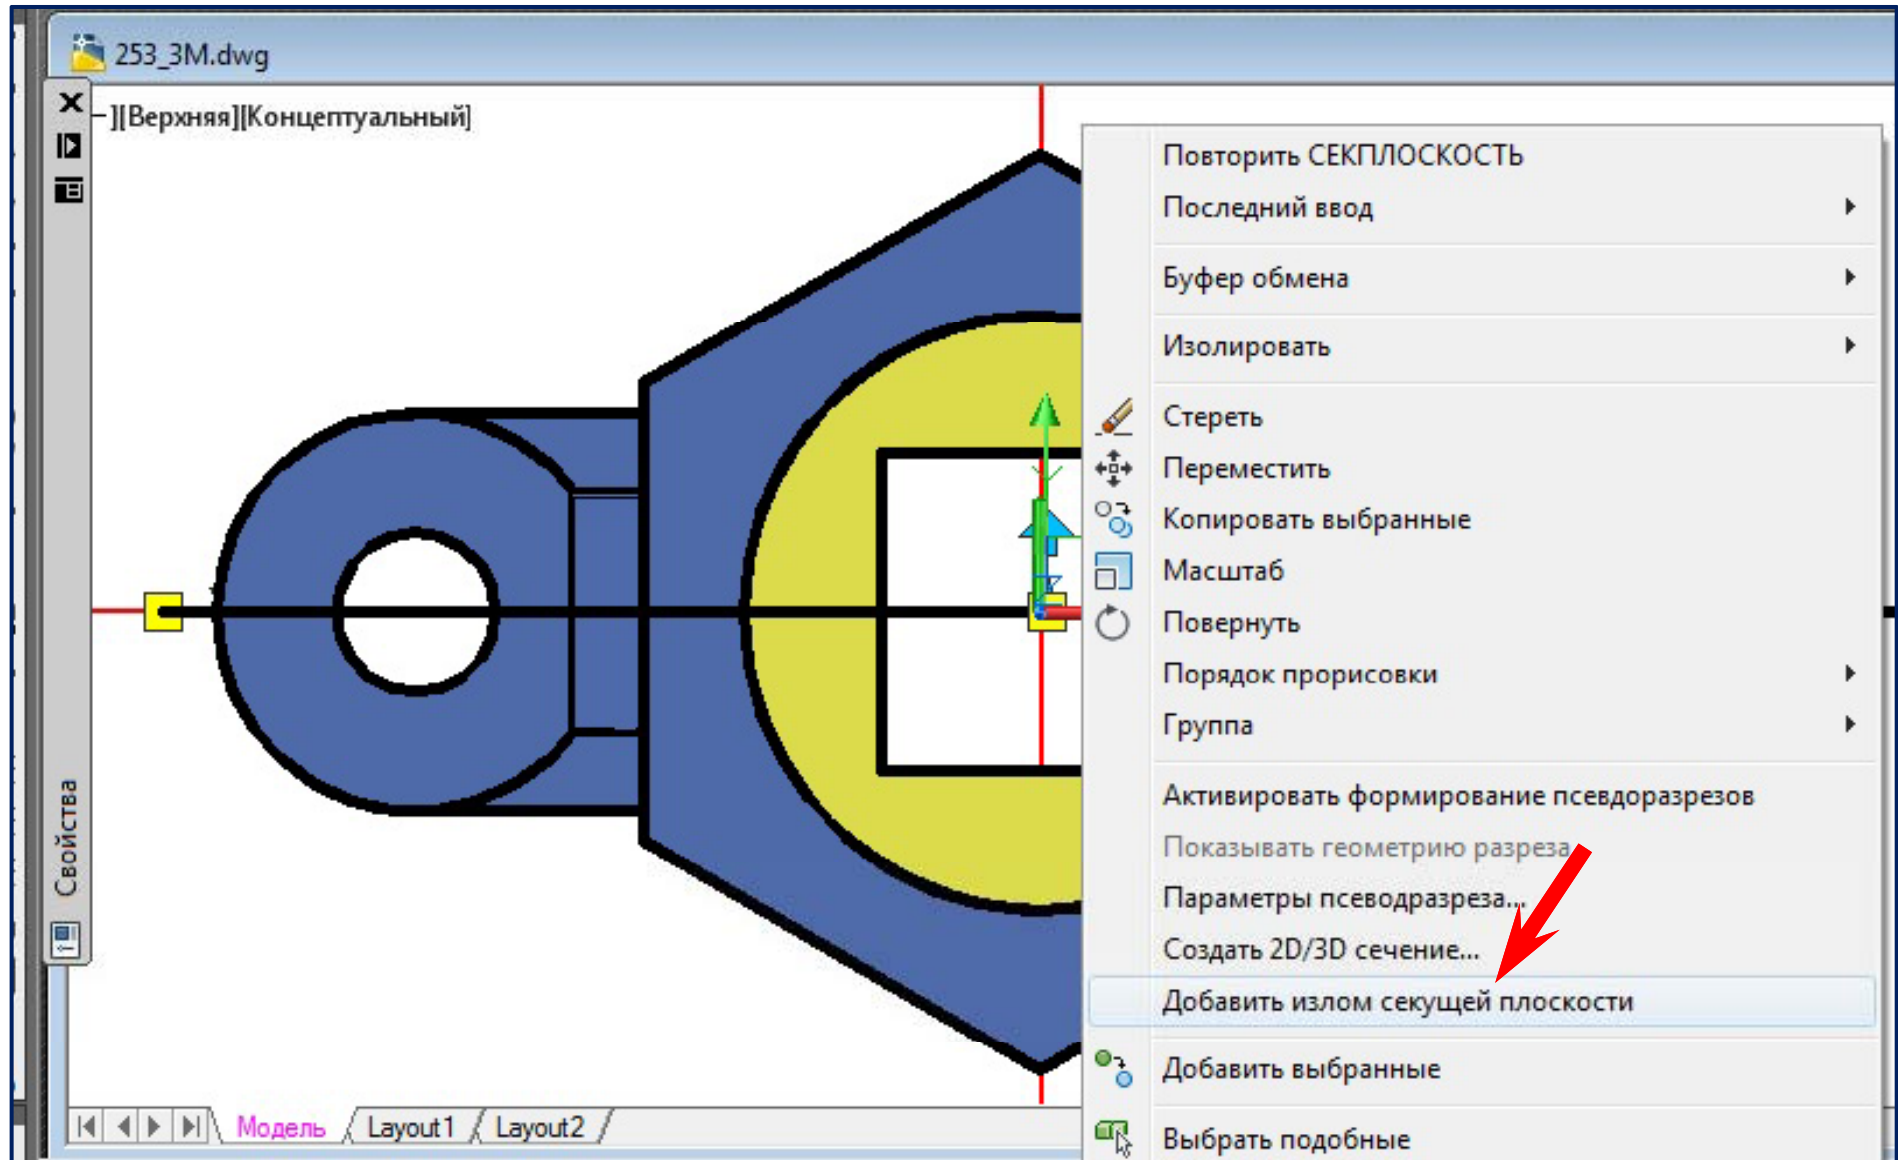 253_3M.dwg
–][Верхняя][Концептуальный]
Свойства
Повторить СЕКПЛОСКОСТЬ
Последний ввод
Буфер обмена
Изолировать
Стереть
Переместить
Копировать выбранные
Масштаб
Повернуть
Порядок прорисовки
Группа
Активировать формирование псевдоразрезов
Показывать геометрию разреза
Параметры псеводразреза...
Создать 2D/3D сечение...
Добавить излом секущей плоскости
Добавить выбранные
Выбрать подобные
Модель Layout1 Layout2